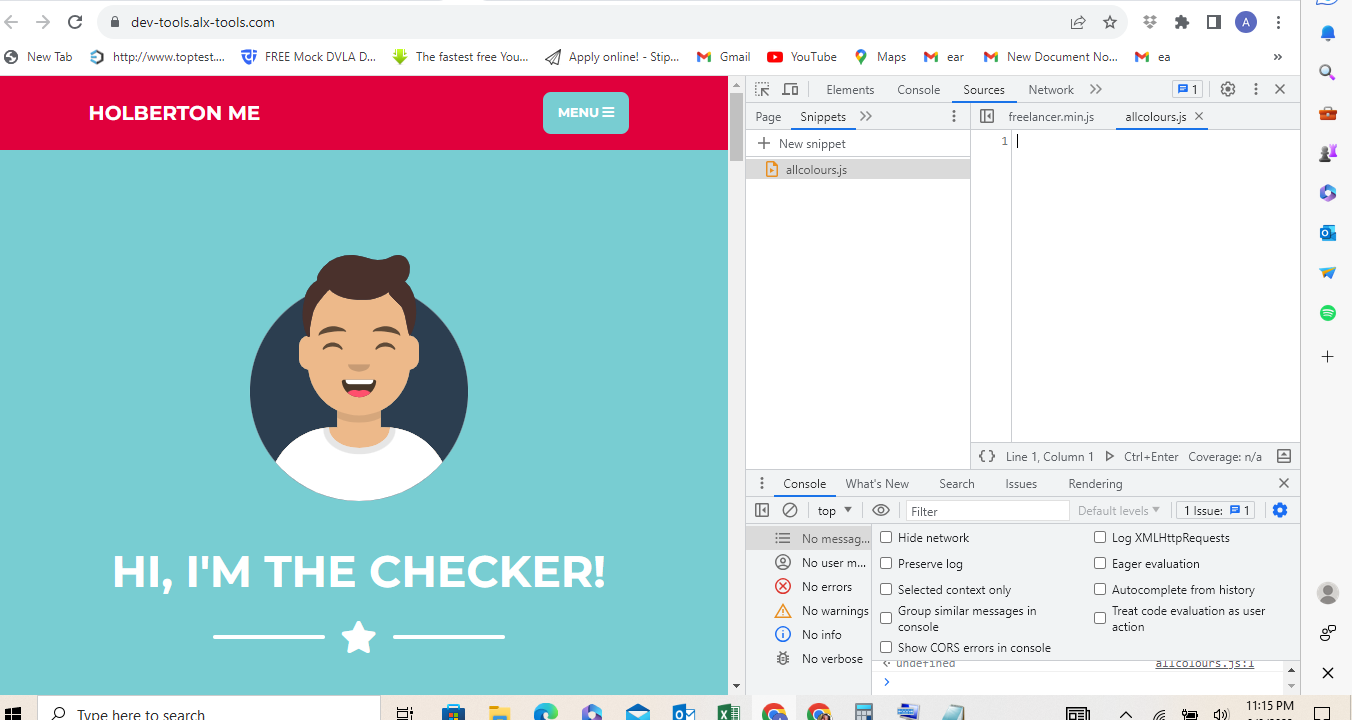 dev-tools.alx-tools.com
A
New Tab http://www.toptest.... FREE Mock DVLA D... The fastest free You... Apply online! - Stip... Gmail YouTube Maps ear New Document No... ea »
HOLBERTON ME
MENU
HI, I'M THE CHECKER!
Elements Console Sources Network 1
Page Snippets
freelancer.min.js allcolours.js
New snippet
allcolours.js
1
{} Line 1, Column 1 Ctrl+Enter Coverage: n/a
Console What's New Search Issues Rendering
top Filter Default levels 1 Issue: 1
No messag...
No user m...
No errors
No warnings
No info
No verbose
Hide network
Log XMLHttpRequests
Preserve log
Eager evaluation
Selected context only
Autocomplete from history
Group similar messages in
console
Treat code evaluation as user
action
Show CORS errors in console
undefined allcolours.js:1
Type here to search
11:15 PM